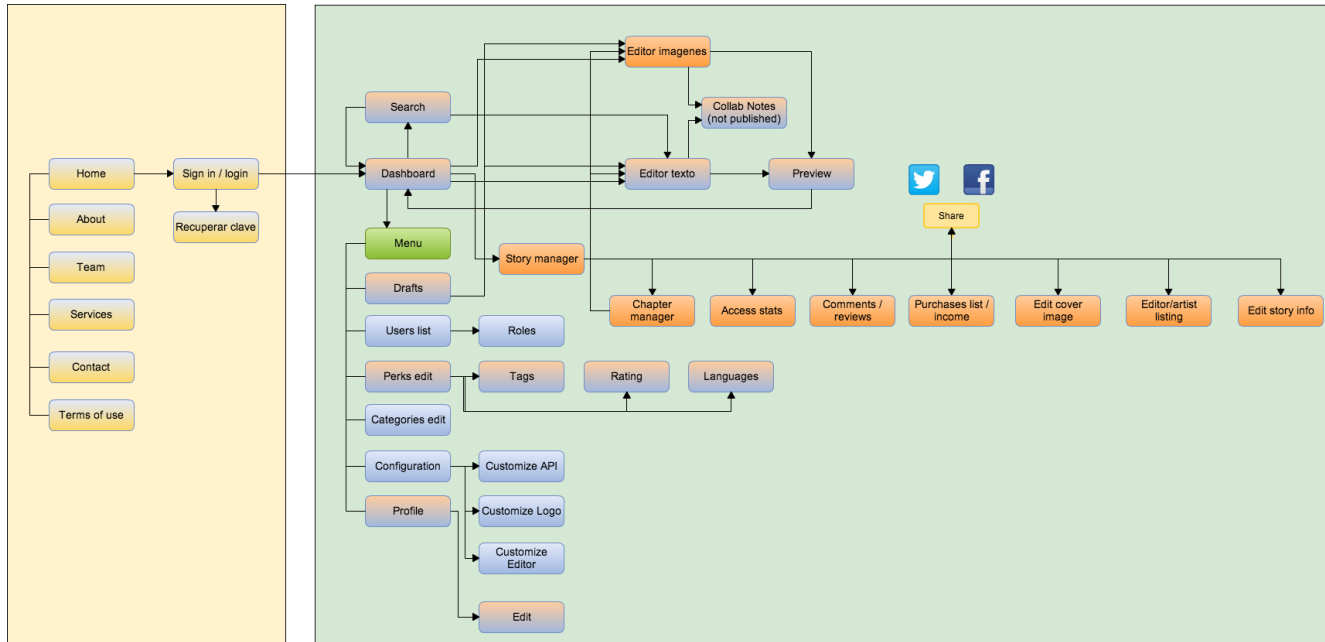 Editor imagenes
Search
Collab Notes
(not published)
Home
Sign in / login
Dashboard
Editor texto
Preview
About
Recuperar clave
Share
Menu
Team
Story manager
Drafts
Services
Users list
Roles
Chapter
manager
Access stats
Comments /
reviews
Purchases list /
income
Edit cover
image
Editor/artist
listing
Edit story info
Contact
Perks edit
Tags
Rating
Languages
Terms of use
Categories edit
Configuration
Customize API
Profile
Customize Logo
Customize
Editor
Edit